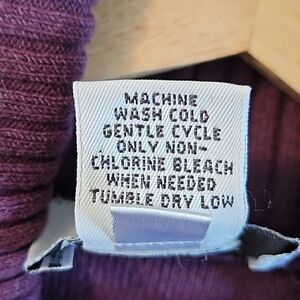 MACHINE
WASH COLD
GENTLE CYCLE
ONLY NON-
CHLORINE BLEACH
WHEN NEEDED
TUMBLE DRY LOW